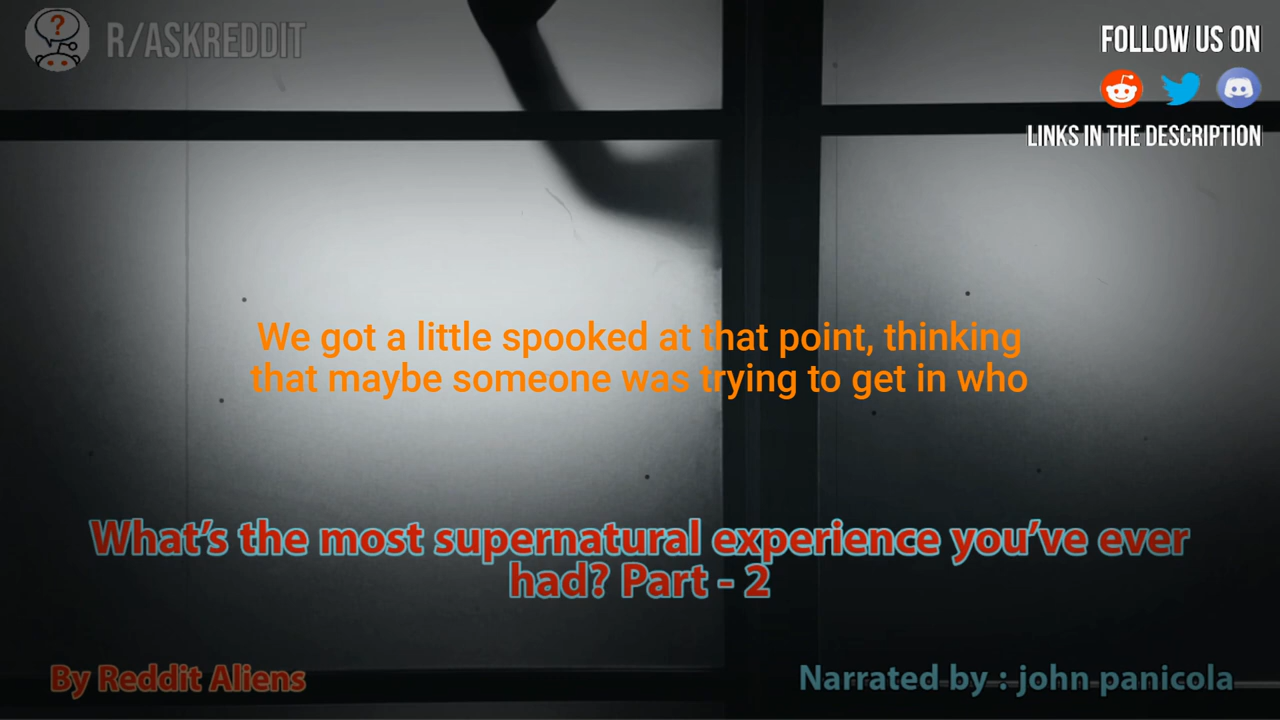 R/ASKREDDIT
FOLLOW US ON
LINKS IN THE DESCRIPTION
We got a little spooked at that point, thinking
that maybe someone was trying to get in who
What's the most supernatural experience you've ever
had? Part - 2
By Reddit Aliens
Narrated by : john panicola